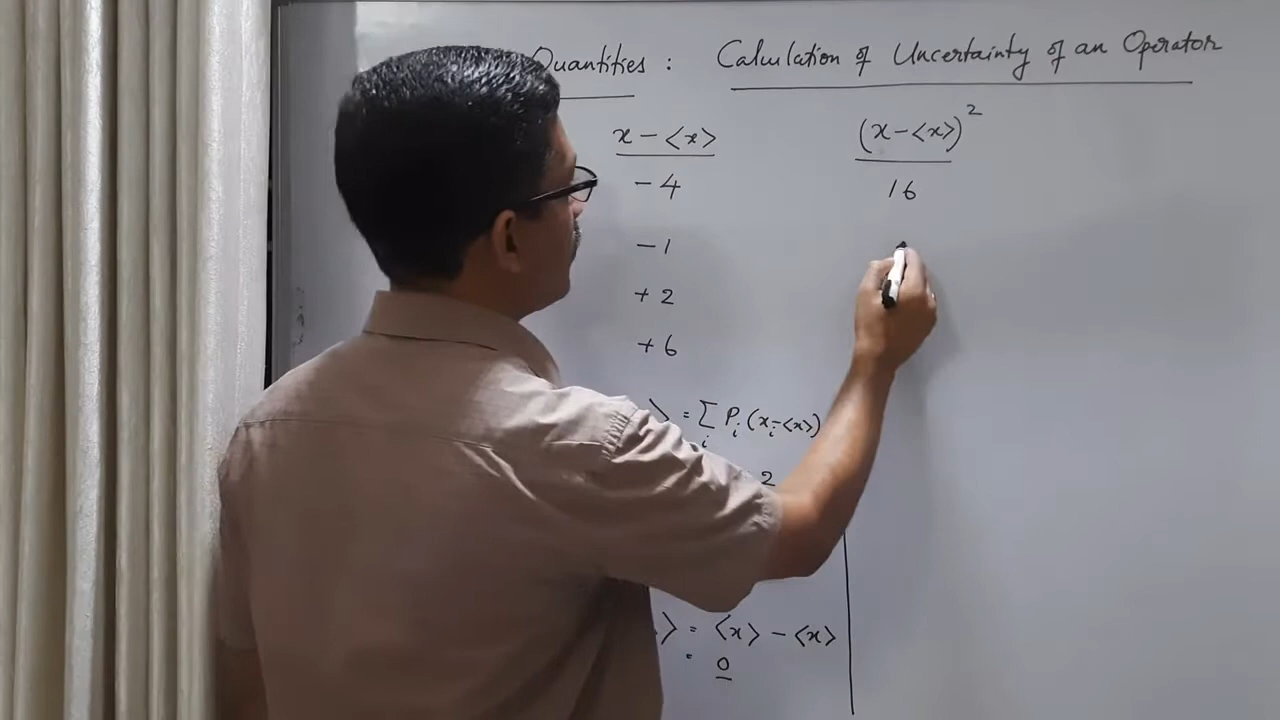 Quantities : Calculation of Uncertainty of an Operator
x - <x> (x - <x>)²
-4 16
-1
+2
+6
> = ∑ᵢ Pᵢ (xᵢ - <x>)
2
> = <x> - <x>
= 0